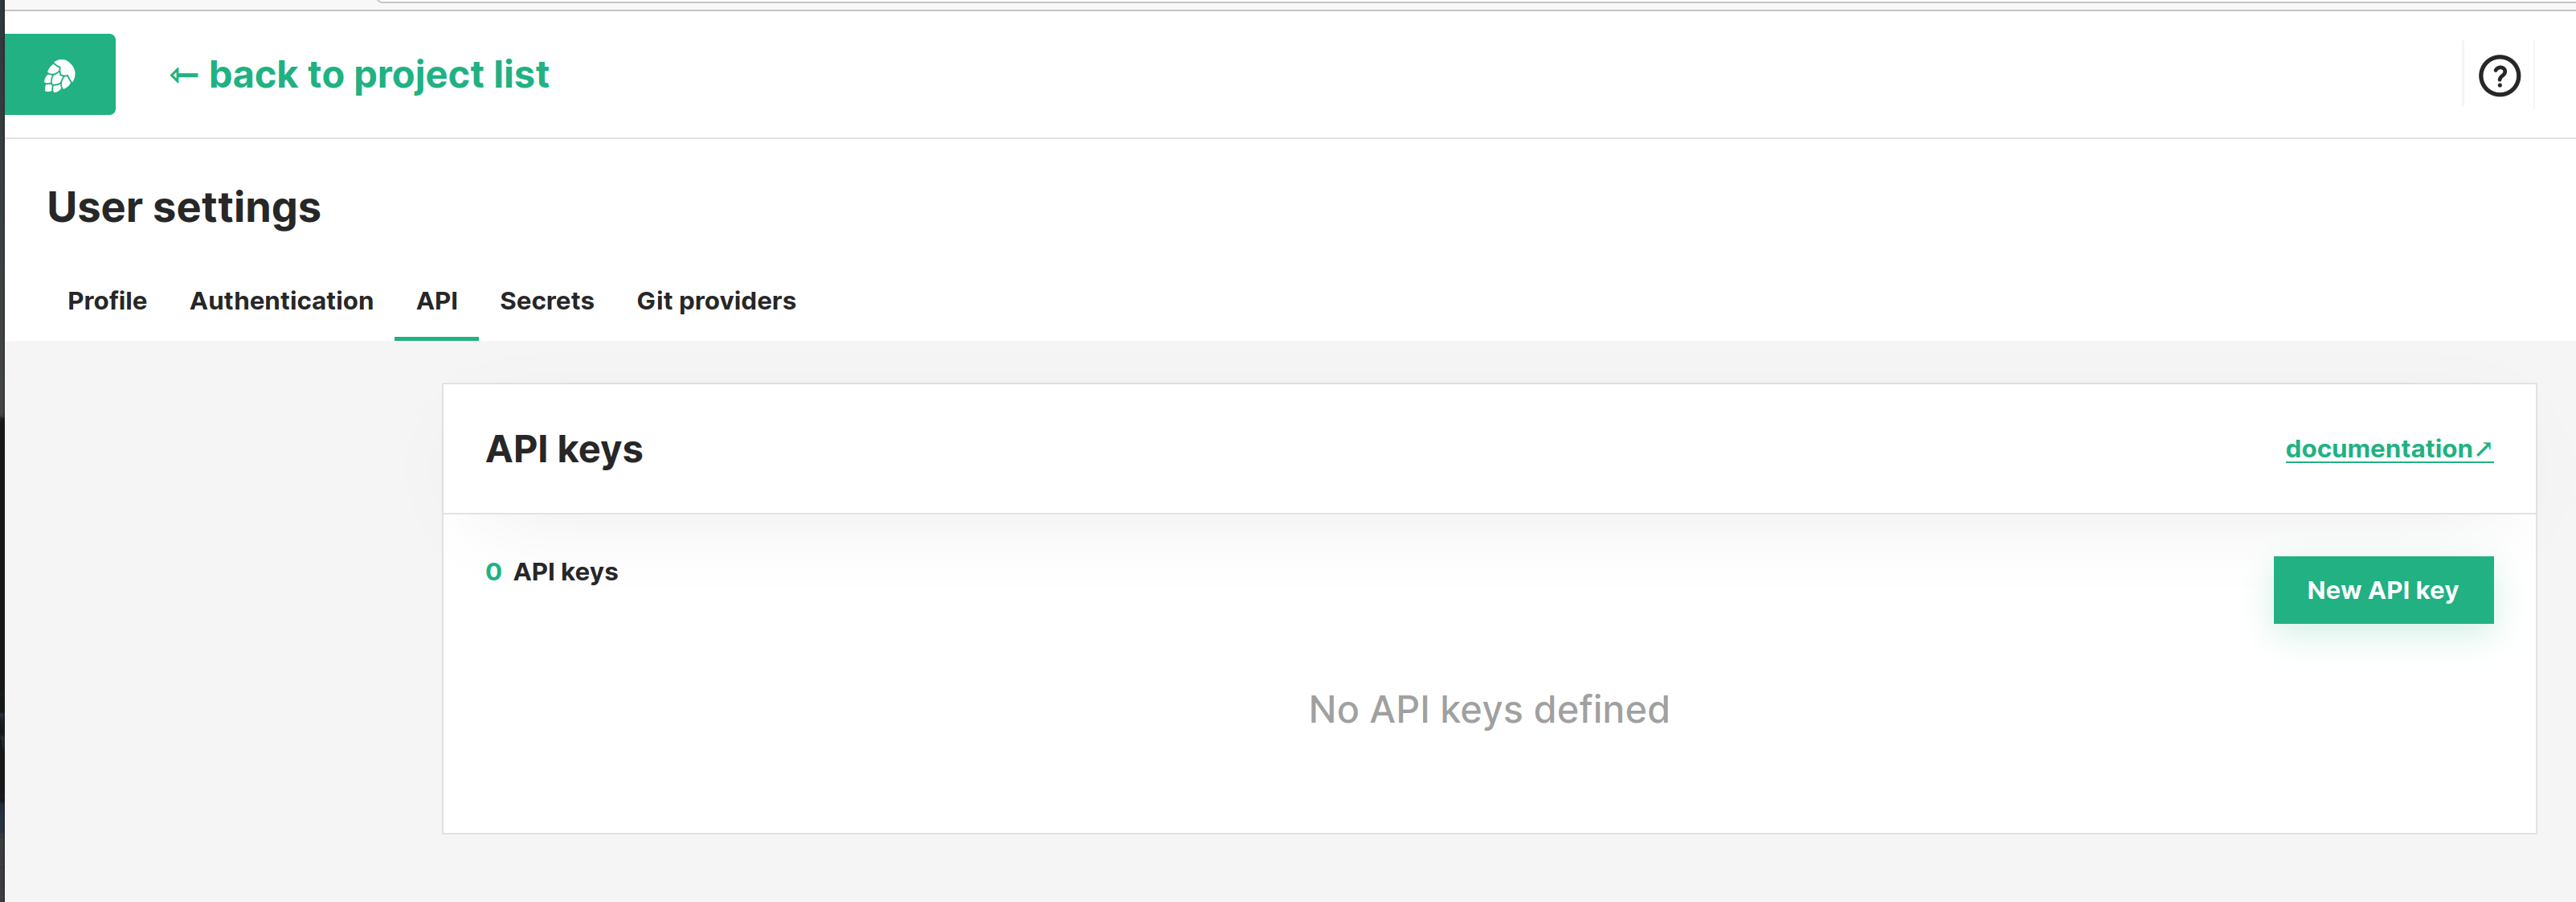 ← back to project list
?
User settings
Profile Authentication API Secrets Git providers
API keys documentation↗
0 API keys
New API key
No API keys defined